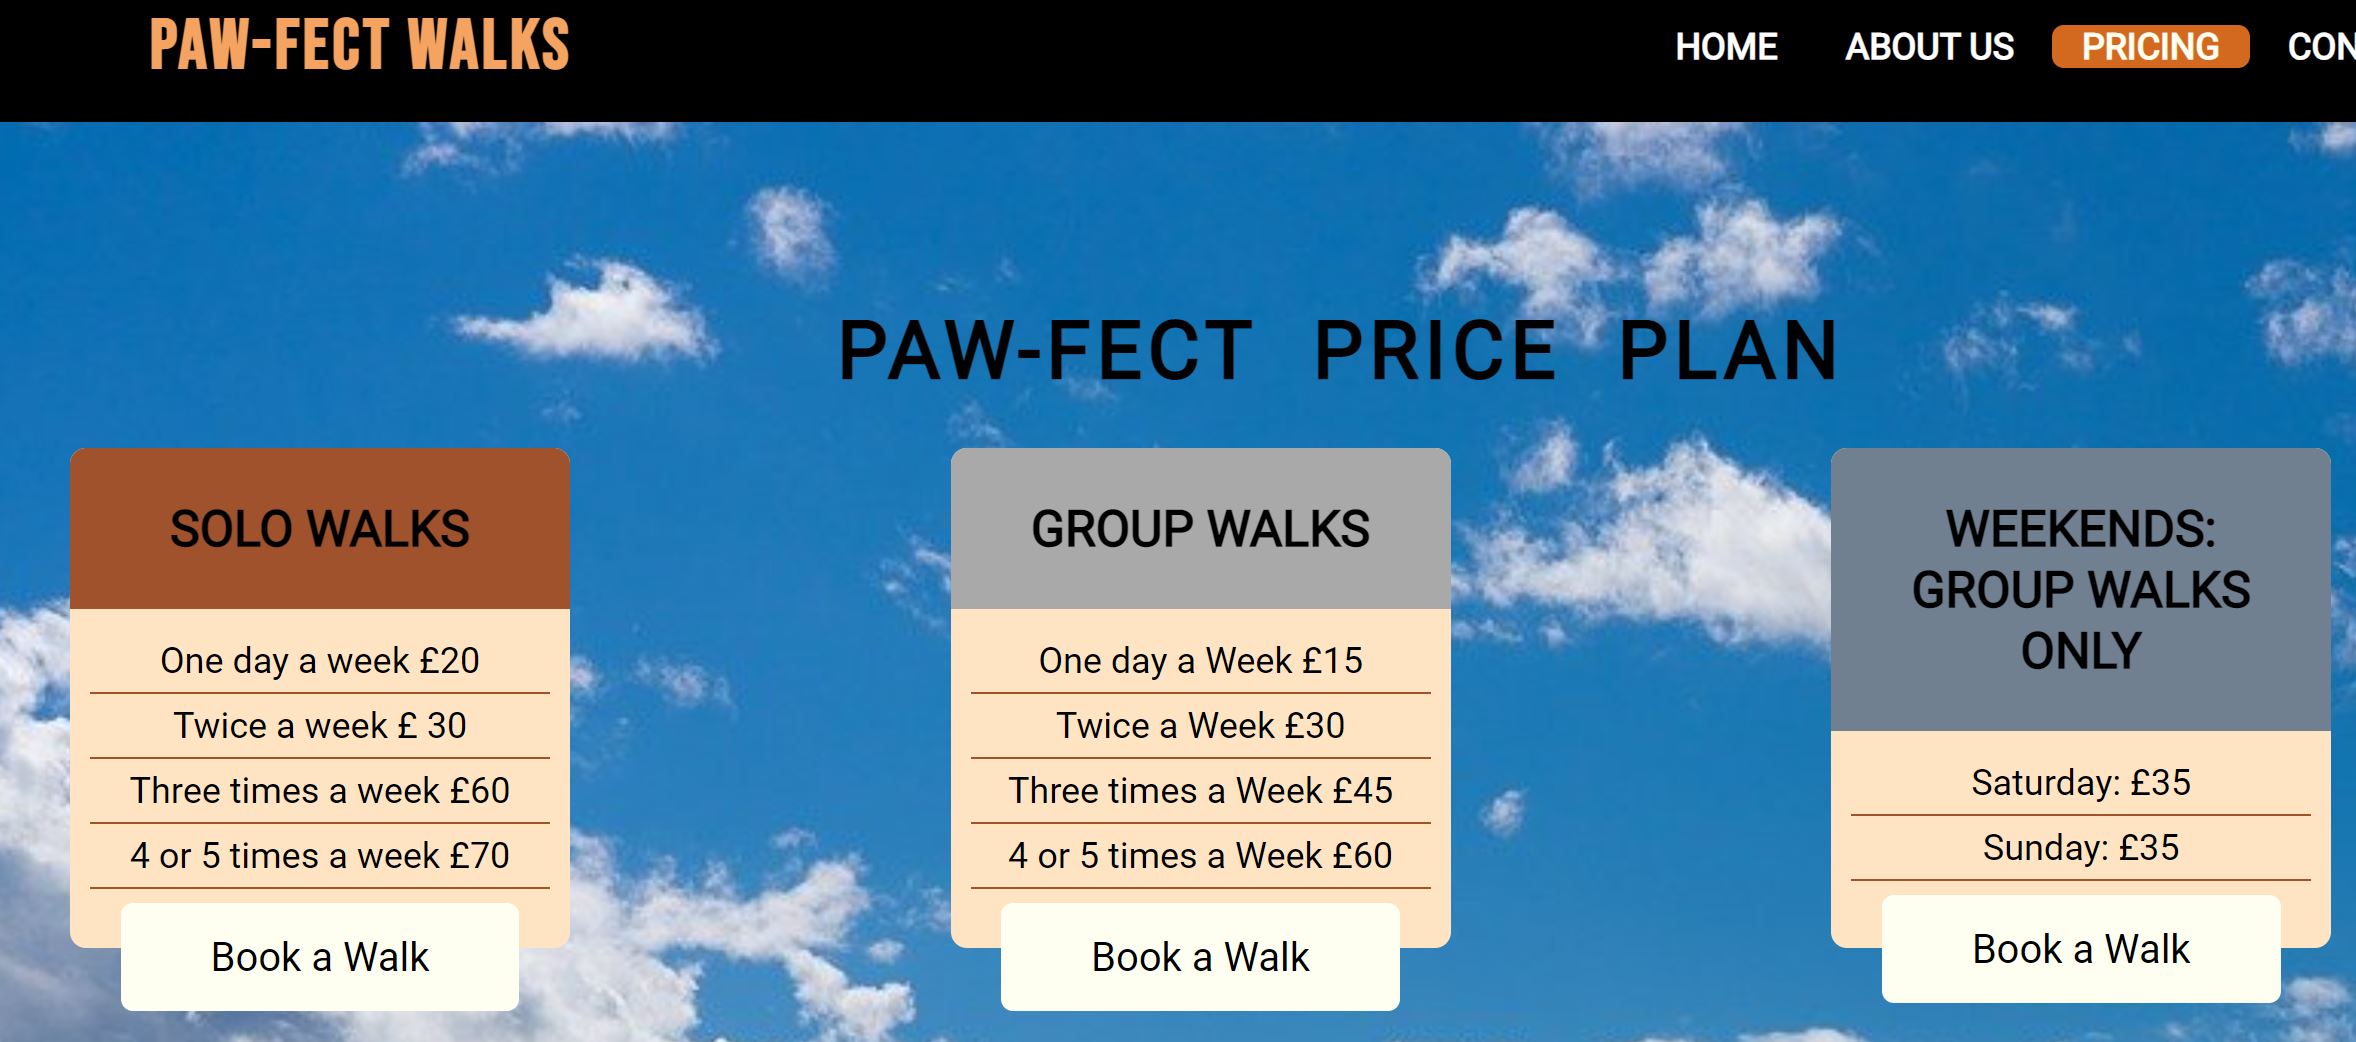 PAW-FECT WALKS
HOME ABOUT US PRICING CON
PAW-FECT PRICE PLAN
SOLO WALKS
One day a week £20
Twice a week £ 30
Three times a week £60
4 or 5 times a week £70
Book a Walk
GROUP WALKS
One day a Week £15
Twice a Week £30
Three times a Week £45
4 or 5 times a Week £60
Book a Walk
WEEKENDS:
GROUP WALKS
ONLY
Saturday: £35
Sunday: £35
Book a Walk